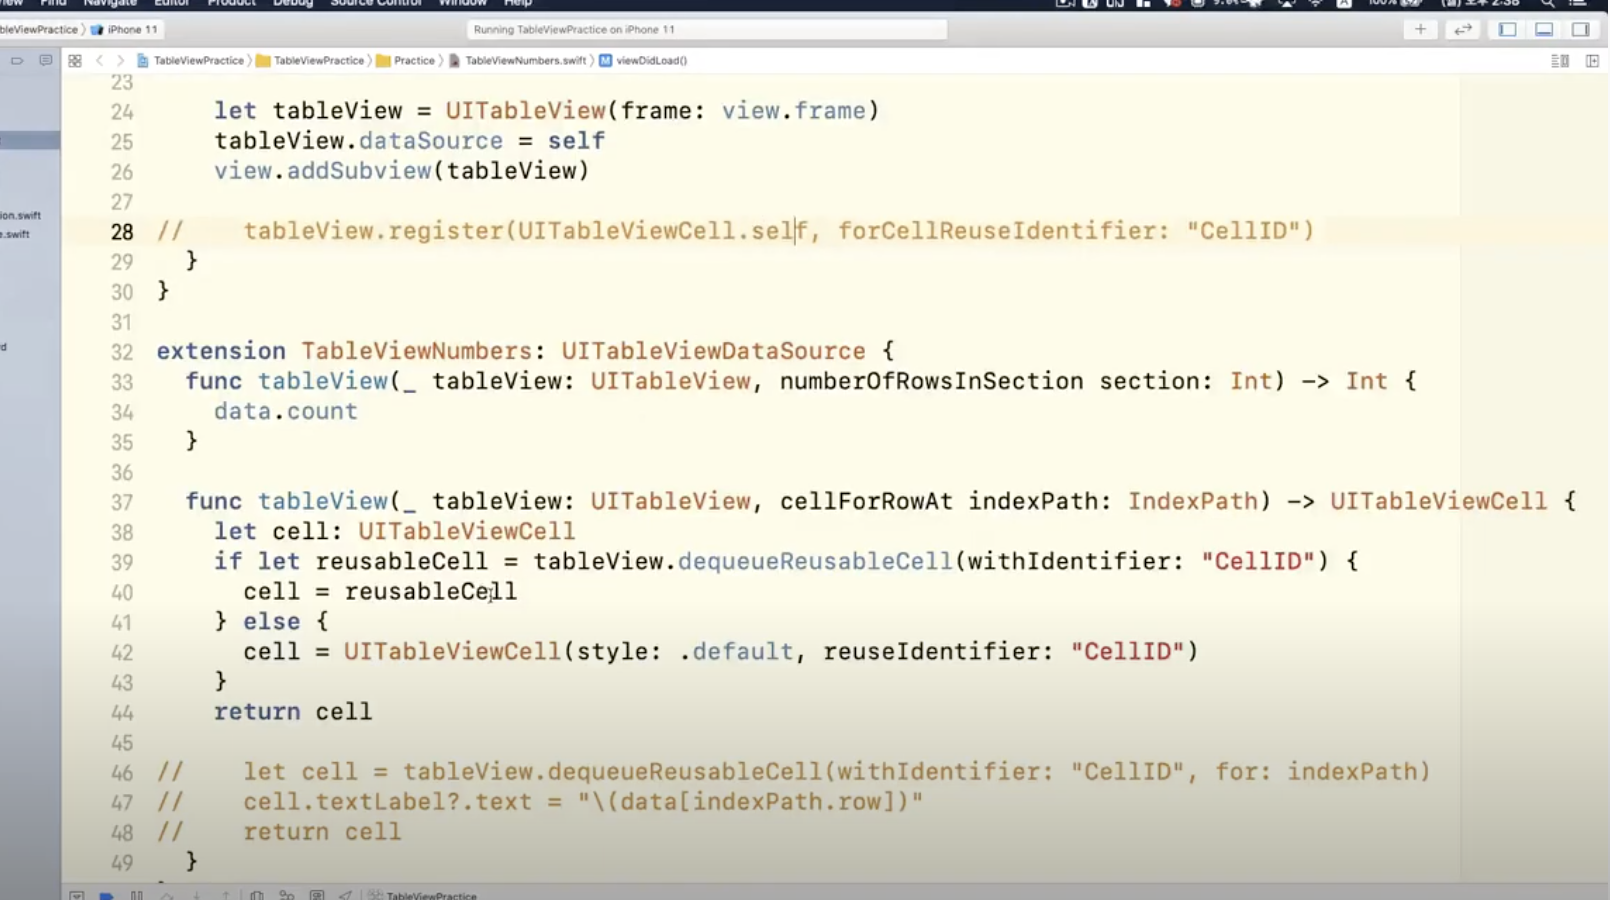 Find Navigate Editor Product Debug Source Control Window Help
iPhone 11
Running TableViewPractice on iPhone 11
TableViewPractice TableViewPractice Practice TableViewNumbers.swift M viewDidLoad()
23
24 let tableView = UITableView(frame: view.frame)
25 tableView.dataSource = self
26 view.addSubview(tableView)
27
28 // tableView.register(UITableViewCell.self, forCellReuseIdentifier: "CellID")
29 }
30 }
31
32 extension TableViewNumbers: UITableViewDataSource {
33 func tableView(_ tableView: UITableView, numberOfRowsInSection section: Int) -> Int {
34 data.count
35 }
36
37 func tableView(_ tableView: UITableView, cellForRowAt indexPath: IndexPath) -> UITableViewCell {
38 let cell: UITableViewCell
39 if let reusableCell = tableView.dequeueReusableCell(withIdentifier: "CellID") {
40 cell = reusableCell
41 } else {
42 cell = UITableViewCell(style: .default, reuseIdentifier: "CellID")
43 }
44 return cell
45
46 // let cell = tableView.dequeueReusableCell(withIdentifier: "CellID", for: indexPath)
47 // cell.textLabel?.text = "\(data[indexPath.row])"
48 // return cell
49 }
TableViewPractice